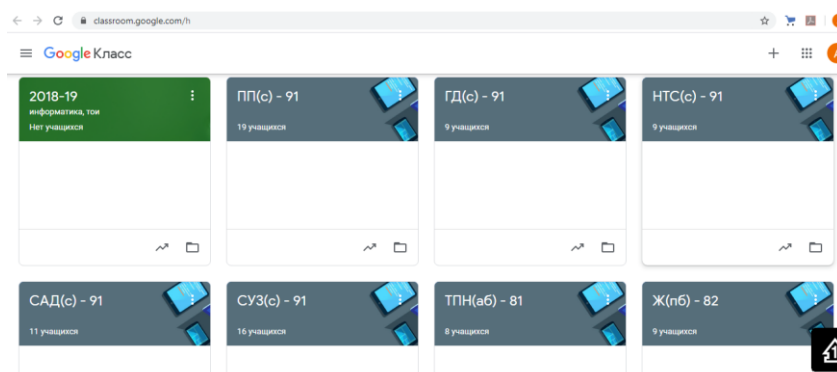 classroom.google.com/h
Google Класс
2018-19
информатика, тои
Нет учащихся
ПП(с) - 91
19 учащихся
ГД(с) - 91
9 учащихся
НТС(с) - 91
9 учащихся
САД(с) - 91
11 учащихся
СУЗ(с) - 91
16 учащихся
ТПН(аб) - 81
8 учащихся
Ж(пб) - 82
9 учащихся